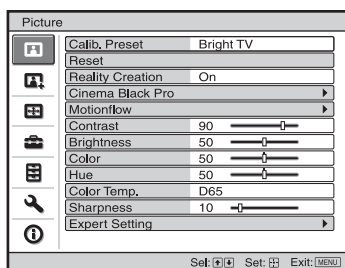 Picture
Calib. Preset Bright TV
Reset
Reality Creation On
Cinema Black Pro
Motionflow
Contrast 90
Brightness 50
Color 50
Hue 50
Color Temp. D65
Sharpness 10
Expert Setting
Sel: Set: Exit: MENU